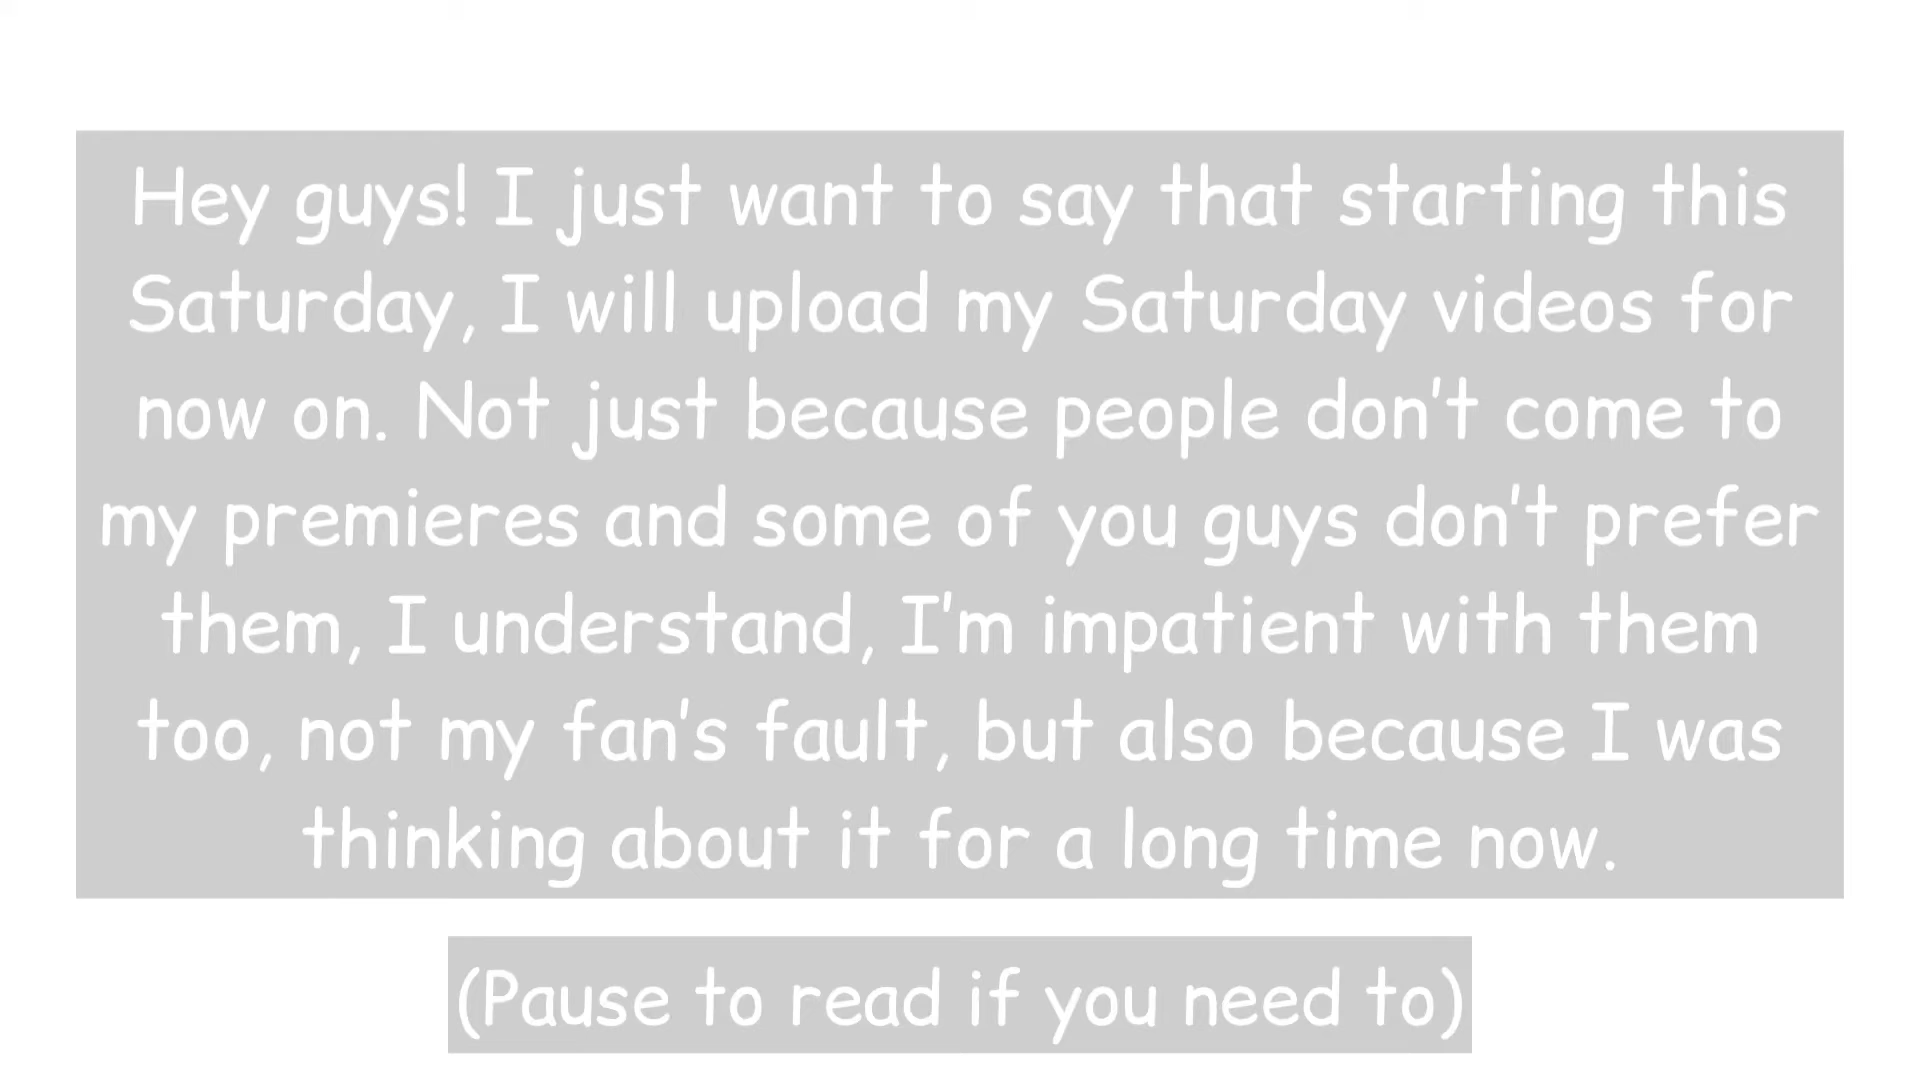 Hey guys! I just want to say that starting this
Saturday, I will upload my Saturday videos for
now on. Not just because people don't come to
my premieres and some of you guys don't prefer
them, I understand, I'm impatient with them
too, not my fan's fault, but also because I was
thinking about it for a long time now.
(Pause to read if you need to)